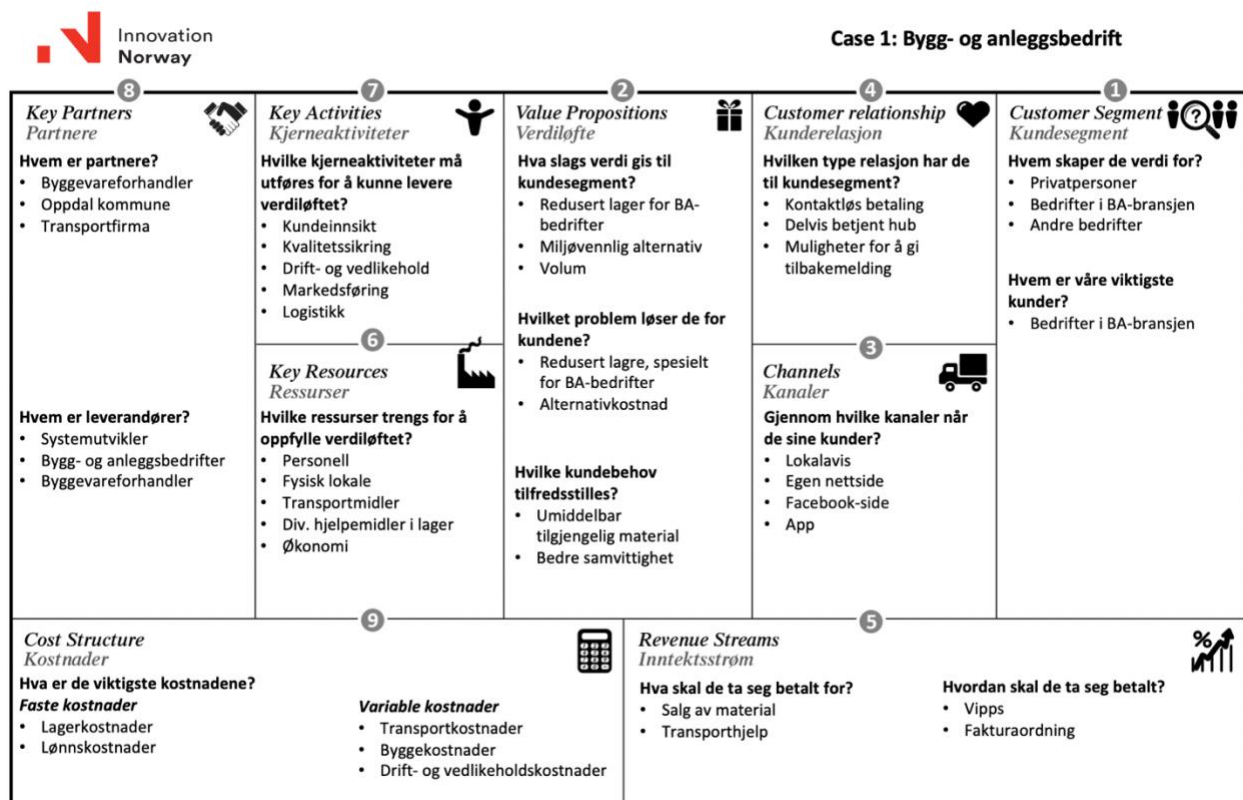 Innovation
Norway
Case 1: Bygg- og anleggsbedrift
8
Key Partners
Partnere
Hvem er partnere?
• Byggevareforhandler
• Oppdal kommune
• Transportfirma
Hvem er leverandører?
• Systemutvikler
• Bygg- og anleggsbedrifter
• Byggevareforhandler
7
Key Activities
Kjerneaktiviteter
Hvilke kjerneaktiviteter må
utføres for å kunne levere
verdiløftet?
• Kundeinnsikt
• Kvalitetssikring
• Drift- og vedlikehold
• Markedsføring
• Logistikk
6
Key Resources
Ressurser
Hvilke ressurser trengs for å
oppfylle verdiløftet?
• Personell
• Fysisk lokale
• Transportmidler
• Div. hjelpemidler i lager
• Økonomi
2
Value Propositions
Verdiløfte
Hva slags verdi gis til
kundesegment?
• Redusert lager for BA-
bedrifter
• Miljøvennlig alternativ
• Volum
Hvilket problem løser de for
kundene?
• Redusert lagre, spesielt
for BA-bedrifter
• Alternativkostnad
Hvilke kundebehov
tilfredsstilles?
• Umiddelbar
tilgjengelig material
• Bedre samvittighet
4
Customer relationship
Kunderelasjon
Hvilken type relasjon har de
til kundesegment?
• Kontaktløs betaling
• Delvis betjent hub
• Muligheter for å gi
tilbakemelding
3
Channels
Kanaler
Gjennom hvilke kanaler når
de sine kunder?
• Lokalavis
• Egen nettside
• Facebook-side
• App
1
Customer Segment
Kundesegment
?
Hvem skaper de verdi for?
• Privatpersoner
• Bedrifter i BA-bransjen
• Andre bedrifter
Hvem er våre viktigste
kunder?
• Bedrifter i BA-bransjen
9
Cost Structure
Kostnader
Hva er de viktigste kostnadene?
Faste kostnader
• Lagerkostnader
• Lønnskostnader
Variable kostnader
• Transportkostnader
• Byggekostnader
• Drift- og vedlikeholdskostnader
5
Revenue Streams
Inntektsstrøm
%
Hva skal de ta seg betalt for?
• Salg av material
• Transporthjelp
Hvordan skal de ta seg betalt?
• Vipps
• Fakturaordning